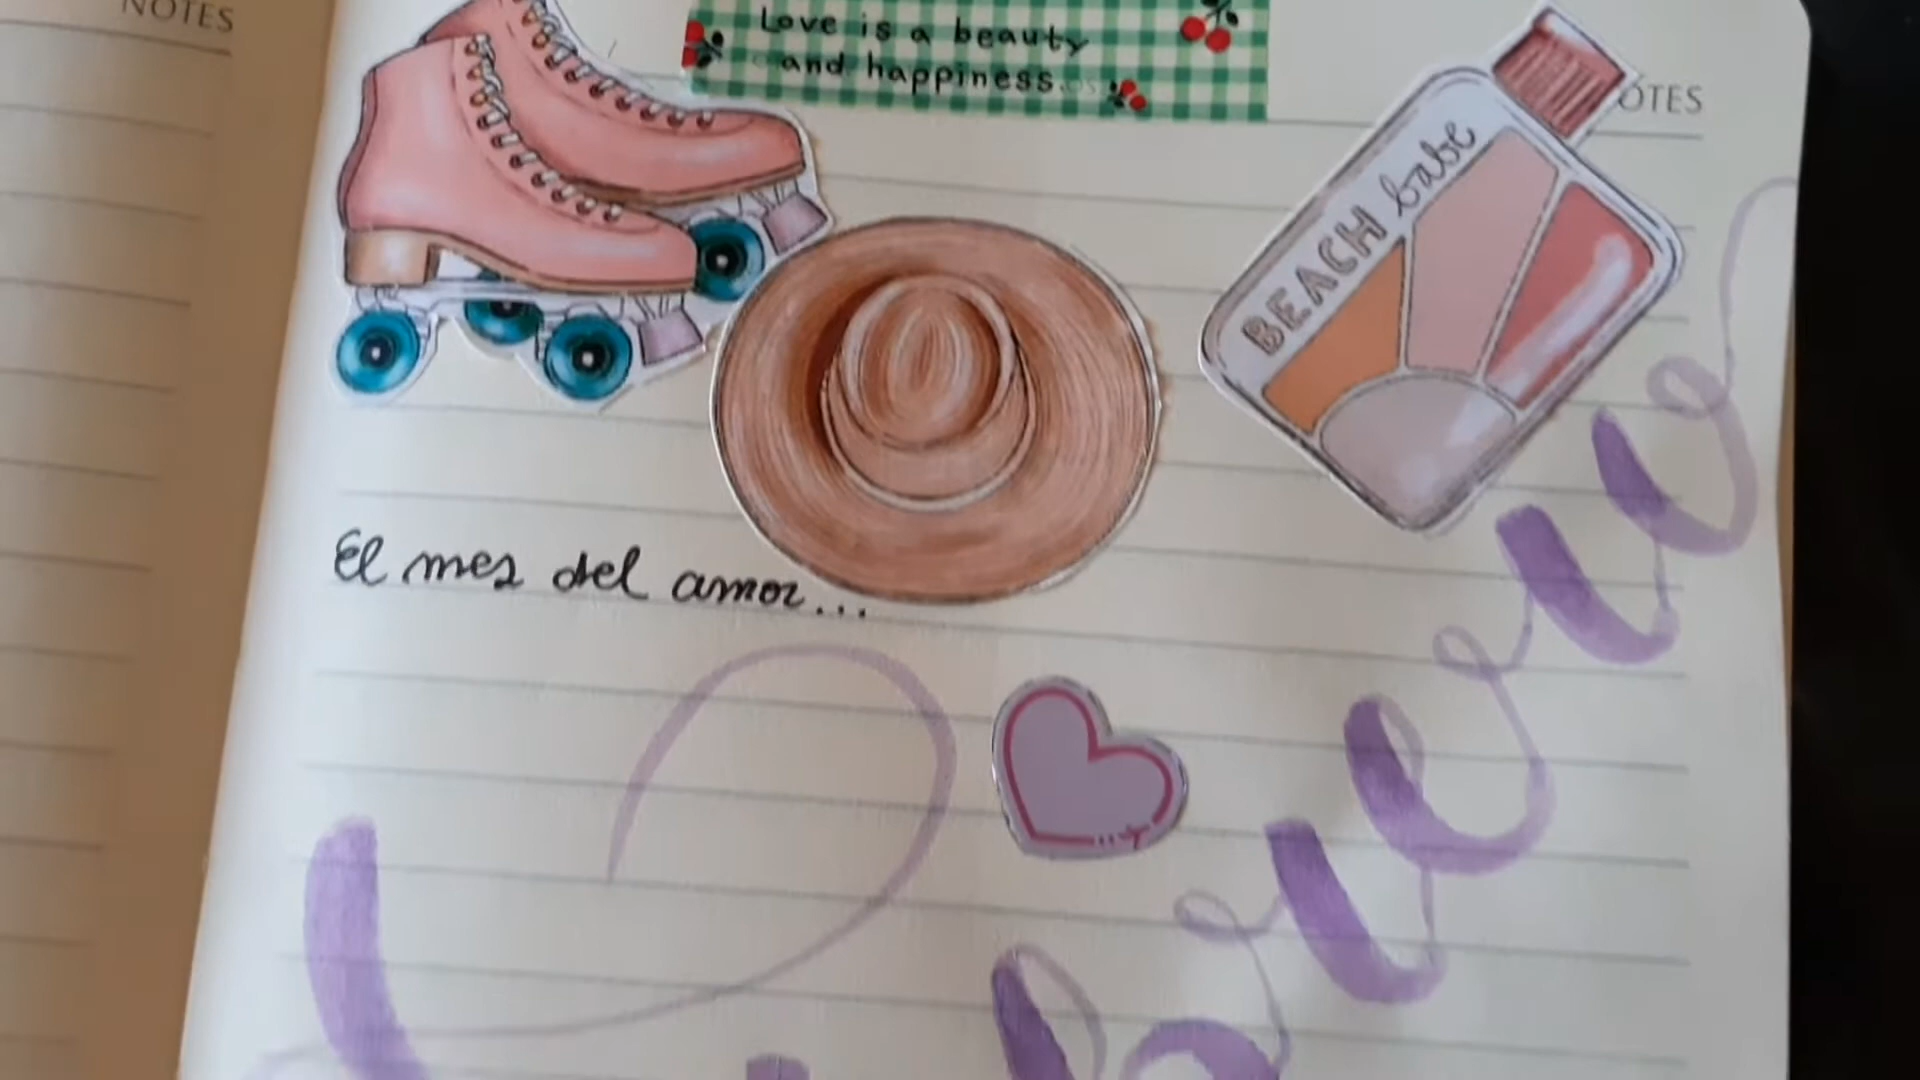 NOTES
Love is a beauty
and happiness.
OTES
BEACH babe
El mes del amor...